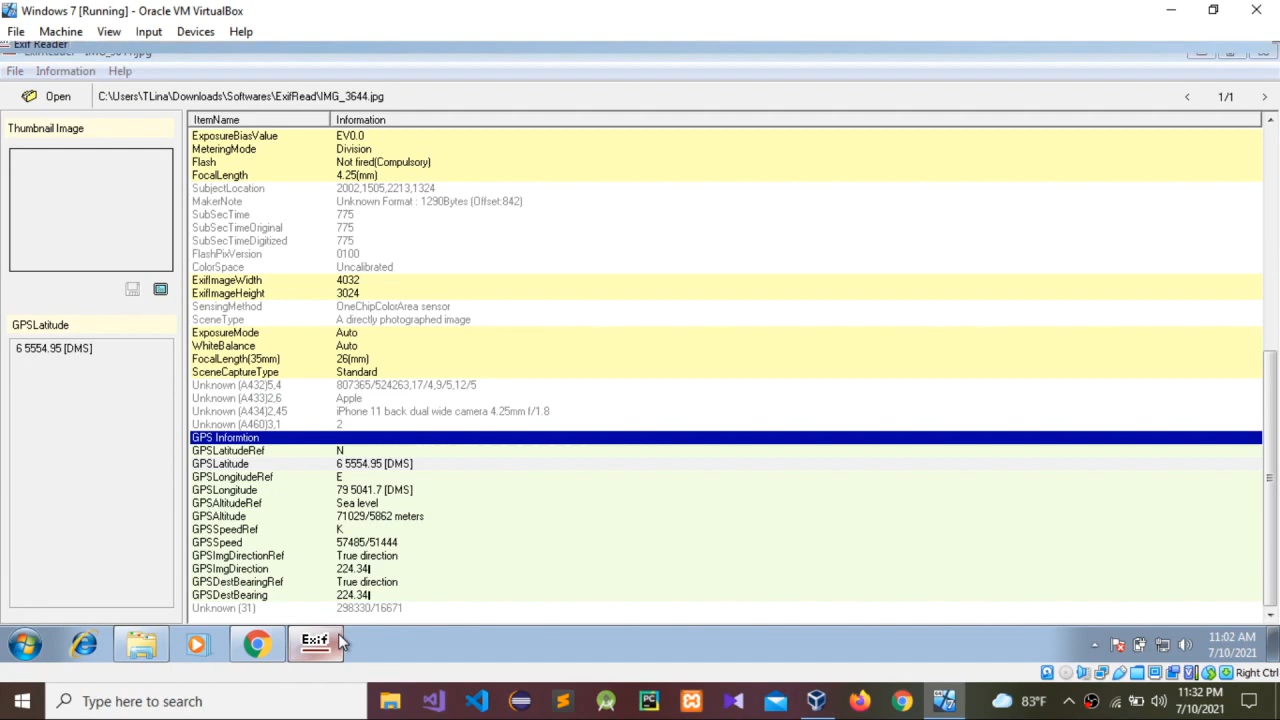 Windows 7 [Running] - Oracle VM VirtualBox
File Machine View Input Devices Help
Exif Reader
File Information Help
Open C:\Users\TLina\Downloads\Softwares\ExifRead\IMG_3644.jpg 1/1
Thumbnail Image
GPSLatitude
6 5554.95 [DMS]
ItemName Information
ExposureBiasValue EV0.0
MeteringMode Division
Flash Not fired(Compulsory)
FocalLength 4.25(mm)
SubjectLocation 2002,1505,2213,1324
MakerNote Unknown Format : 1290Bytes (Offset:842)
SubSecTime 775
SubSecTimeOriginal 775
SubSecTimeDigitized 775
FlashPixVersion 0100
ColorSpace Uncalibrated
ExifImageWidth 4032
ExifImageHeight 3024
SensingMethod OneChipColorArea sensor
SceneType A directly photographed image
ExposureMode Auto
WhiteBalance Auto
FocalLength(35mm) 26(mm)
SceneCaptureType Standard
Unknown (A432)5,4 807365/524263,17/4,9/5,12/5
Unknown (A433)2,6 Apple
Unknown (A434)2,45 iPhone 11 back dual wide camera 4.25mm f/1.8
Unknown (A460)3,1 2
GPS Informtion
GPSLatitudeRef N
GPSLatitude 6 5554.95 [DMS]
GPSLongitudeRef E
GPSLongitude 79 5041.7 [DMS]
GPSAltitudeRef Sea level
GPSAltitude 71029/5862 meters
GPSSpeedRef K
GPSSpeed 57485/51444
GPSImgDirectionRef True direction
GPSImgDirection 224.34
GPSDestBearingRef True direction
GPSDestBearing 224.34
Unknown (31) 298330/16671
Exif
11:02 AM
7/10/2021
Right Ctrl
Type here to search
83°F
11:32 PM
7/10/2021